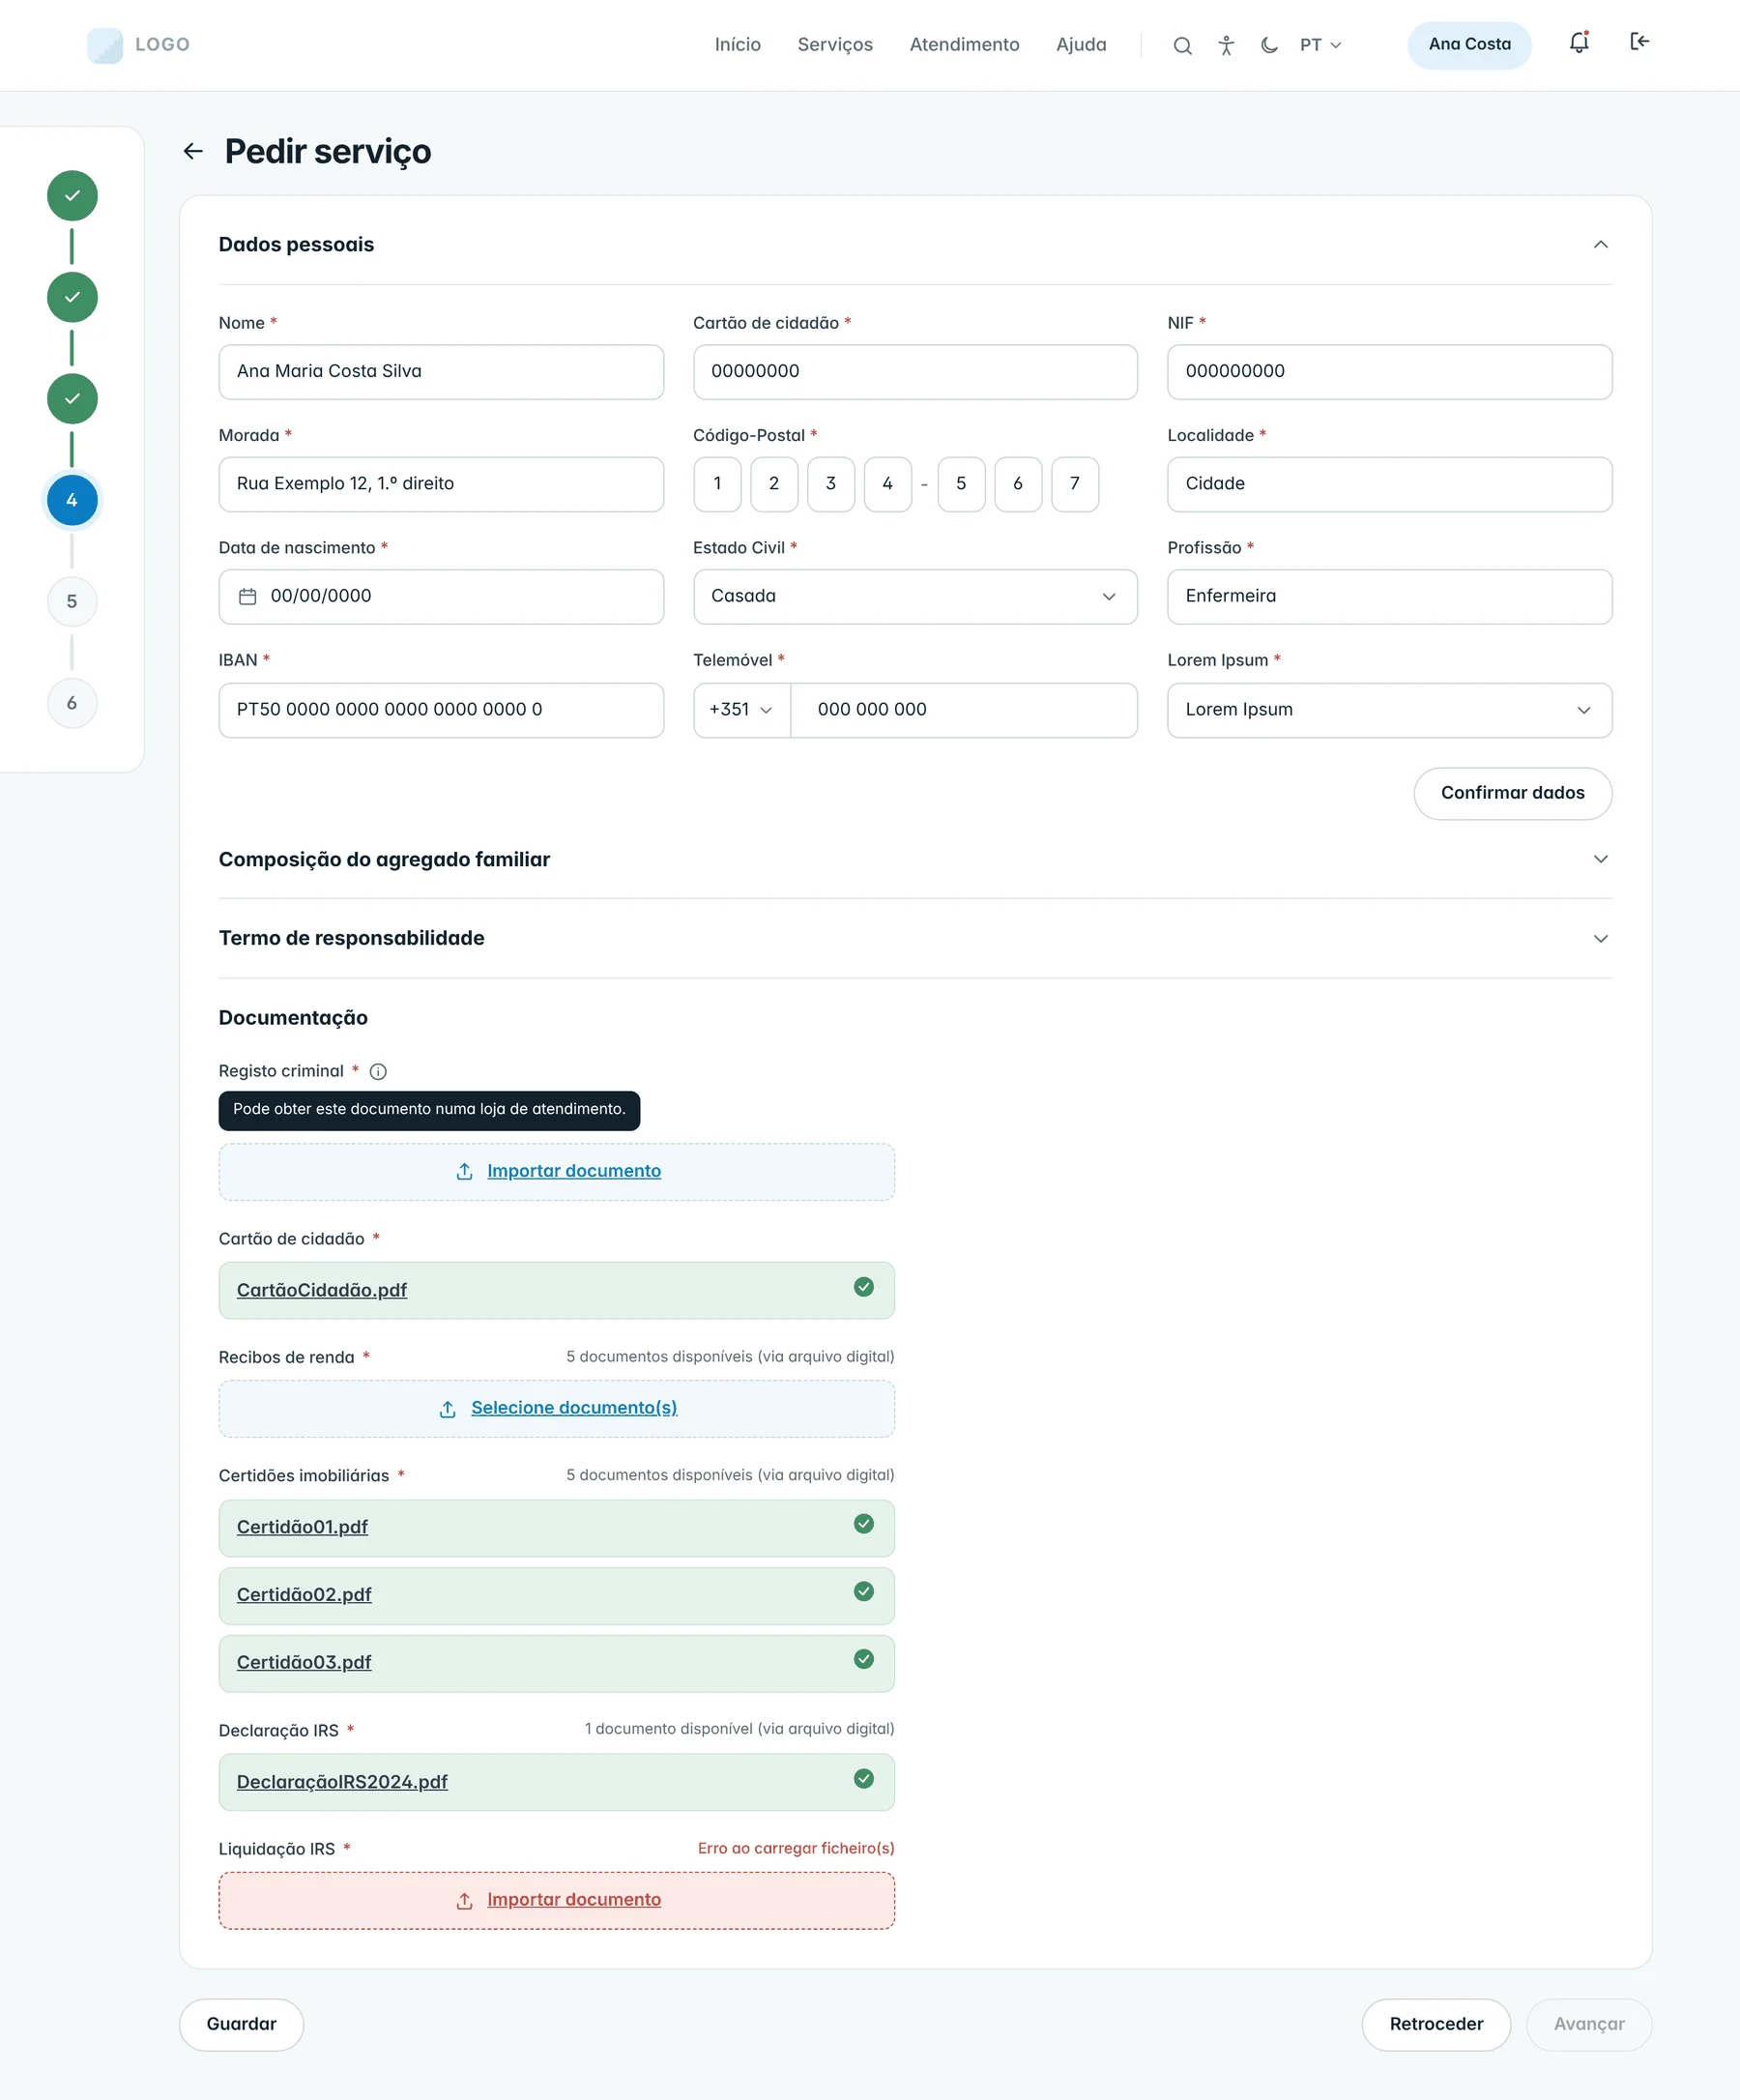 LOGO
Início Serviços Atendimento Ajuda PT Ana Costa
Pedir serviço
4
5
6
Dados pessoais
Nome * Cartão de cidadão * NIF *
Ana Maria Costa Silva 00000000 000000000
Morada * Código-Postal * Localidade *
Rua Exemplo 12, 1.º direito 1 2 3 4 - 5 6 7 Cidade
Data de nascimento * Estado Civil * Profissão *
00/00/0000 Casada Enfermeira
IBAN * Telemóvel * Lorem Ipsum *
PT50 0000 0000 0000 0000 0000 0 +351 000 000 000 Lorem Ipsum
Confirmar dados
Composição do agregado familiar
Termo de responsabilidade
Documentação
Registo criminal *
Pode obter este documento numa loja de atendimento.
Importar documento
Cartão de cidadão *
CartãoCidadão.pdf
Recibos de renda * 5 documentos disponíveis (via arquivo digital)
Selecione documento(s)
Certidões imobiliárias * 5 documentos disponíveis (via arquivo digital)
Certidão01.pdf
Certidão02.pdf
Certidão03.pdf
Declaração IRS * 1 documento disponível (via arquivo digital)
DeclaraçãoIRS2024.pdf
Liquidação IRS * Erro ao carregar ficheiro(s)
Importar documento
Guardar Retroceder Avançar